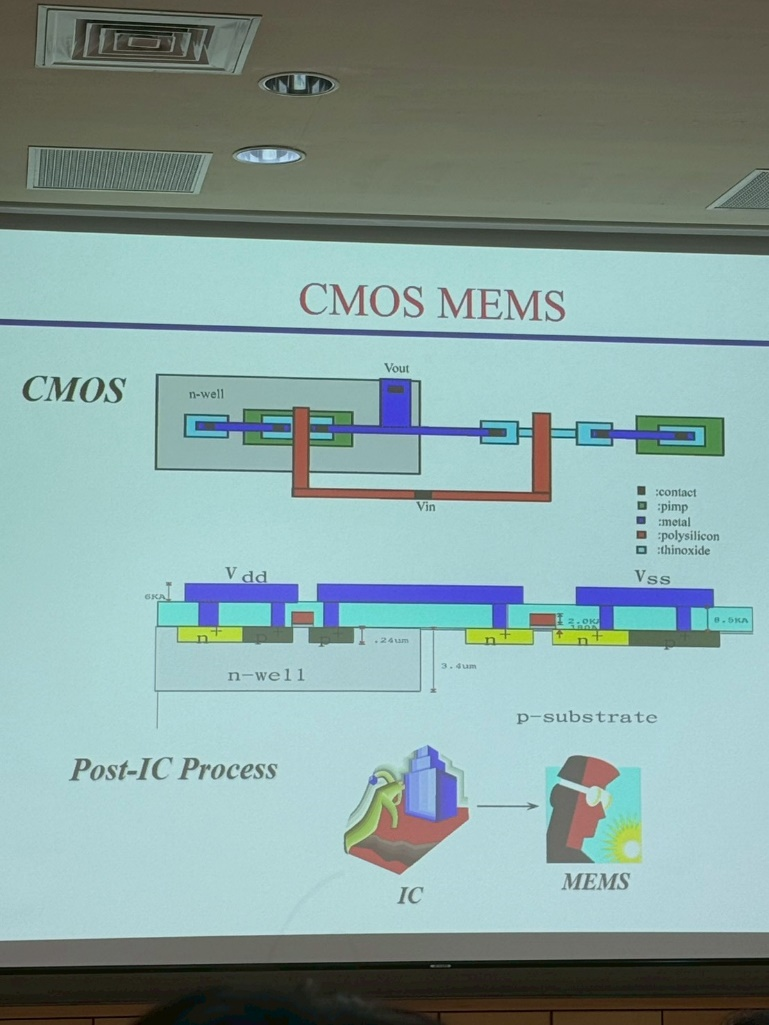 CMOS MEMS
CMOS
Vout
n-well
Vin
:contact
:pimp
:metal
:polysilicon
:thinoxide
V dd
Vss
6KA
2.0KA
8.5KA
n+ p+ p+ n+ n+ p+
.24um
n-well
3.4um
p-substrate
Post-IC Process
IC
MEMS